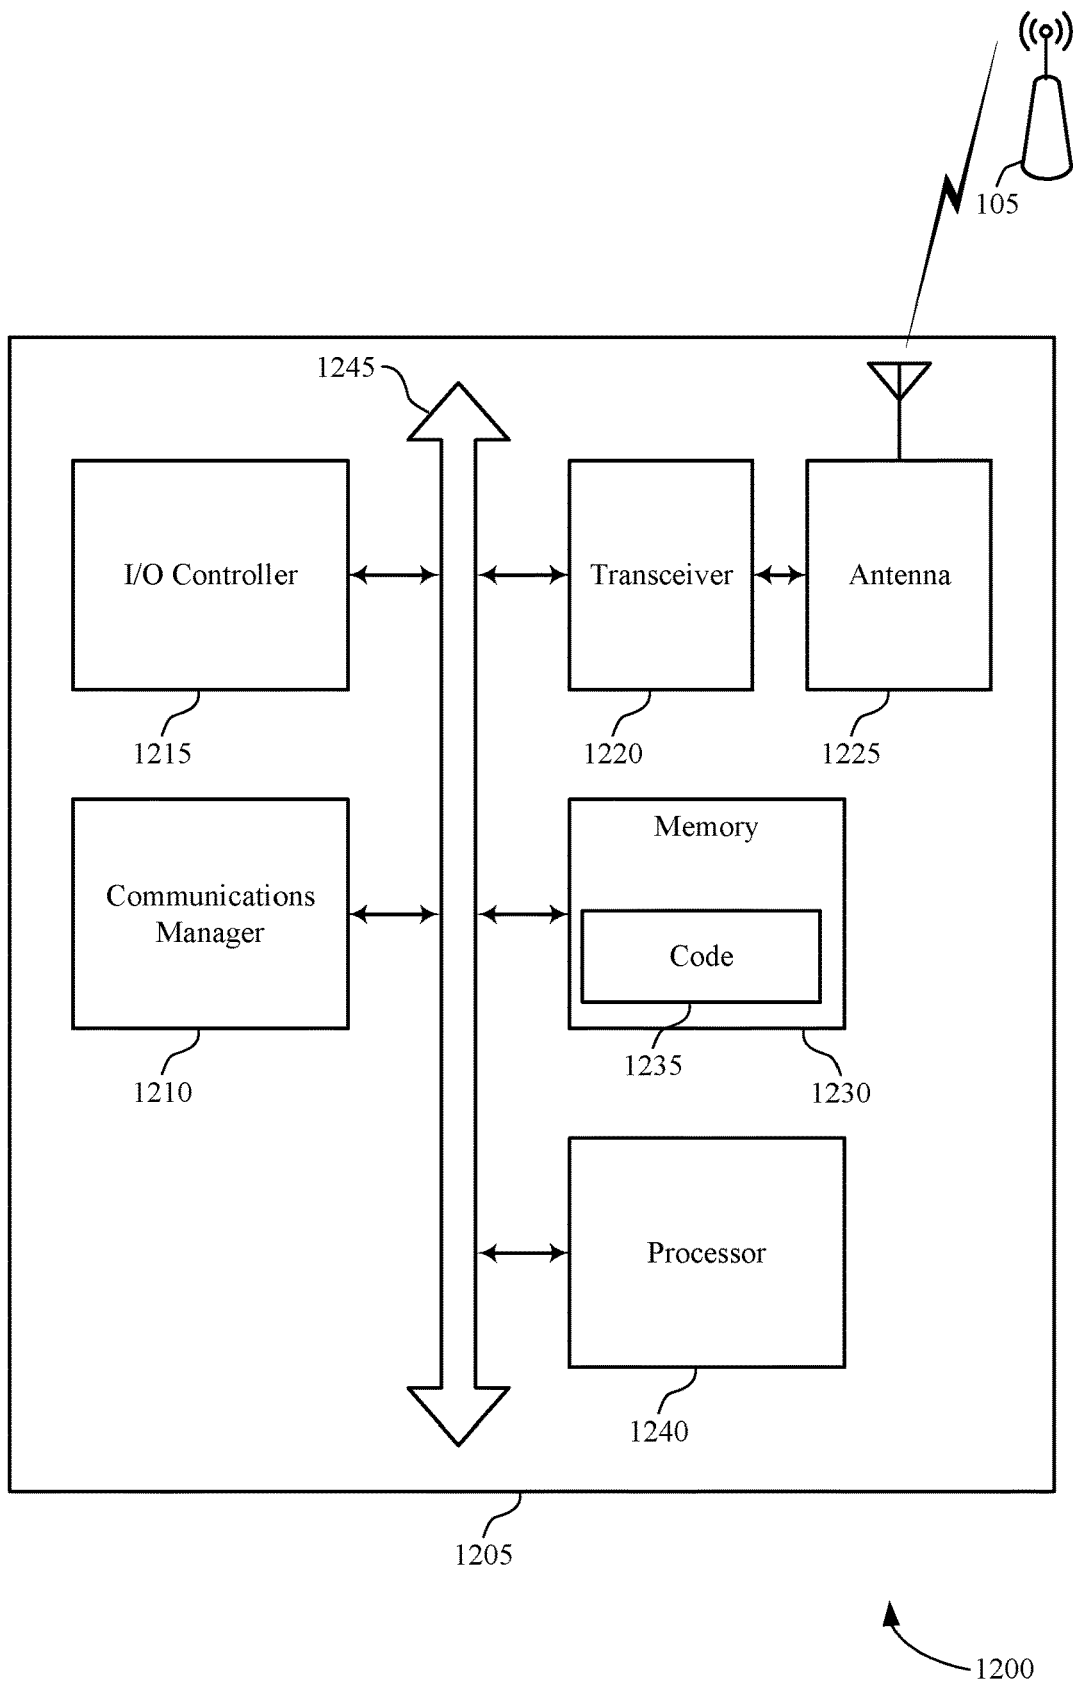 105
1245
I/O Controller
Transceiver
Antenna
1215
1220
1225
Communications
Manager
Memory
Code
1235
1210
1230
Processor
1240
1205
1200